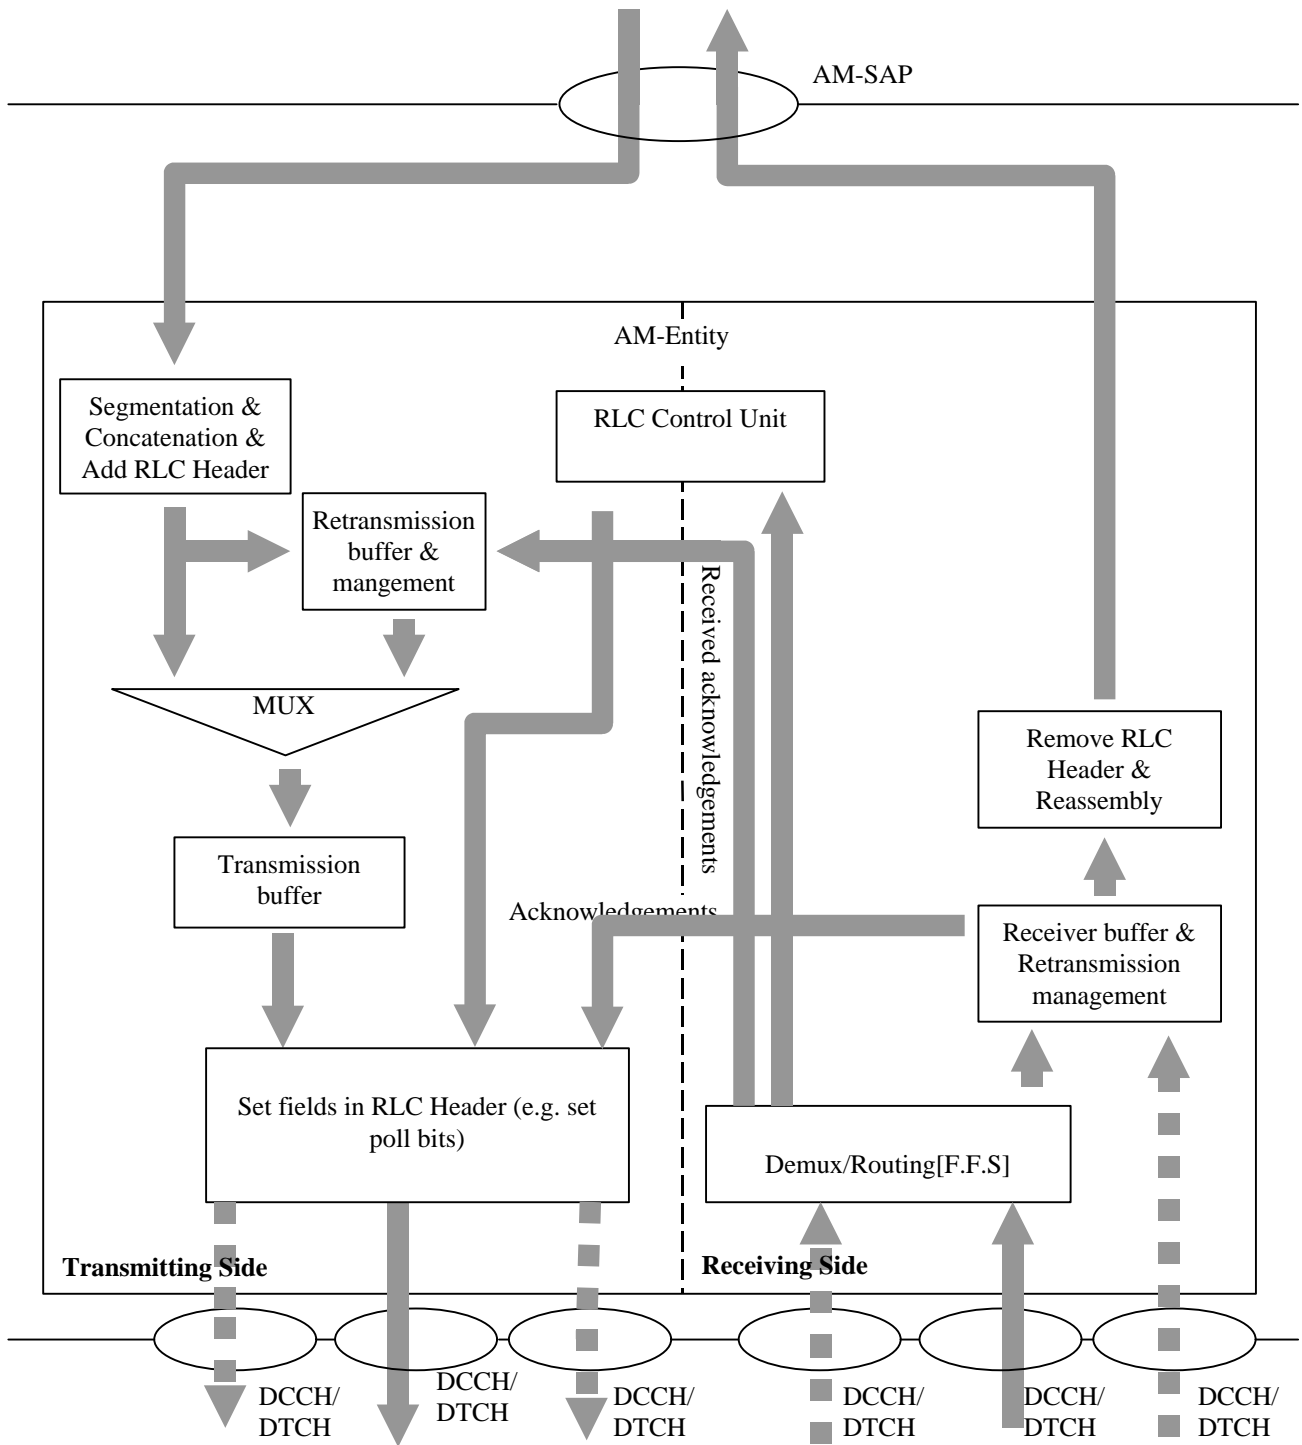 AM-SAP
AM-Entity
Segmentation &
Concatenation &
Add RLC Header
RLC Control Unit
Retransmission
buffer &
mangement
Received acknowledgements
MUX
Remove RLC
Header &
Reassembly
Transmission
buffer
Acknowledgements
Receiver buffer &
Retransmission
management
Set fields in RLC Header (e.g. set
poll bits)
Demux/Routing[F.F.S]
Transmitting Side
Receiving Side
DCCH/
DTCH
DCCH/
DTCH
DCCH/
DTCH
DCCH/
DTCH
DCCH/
DTCH
DCCH/
DTCH